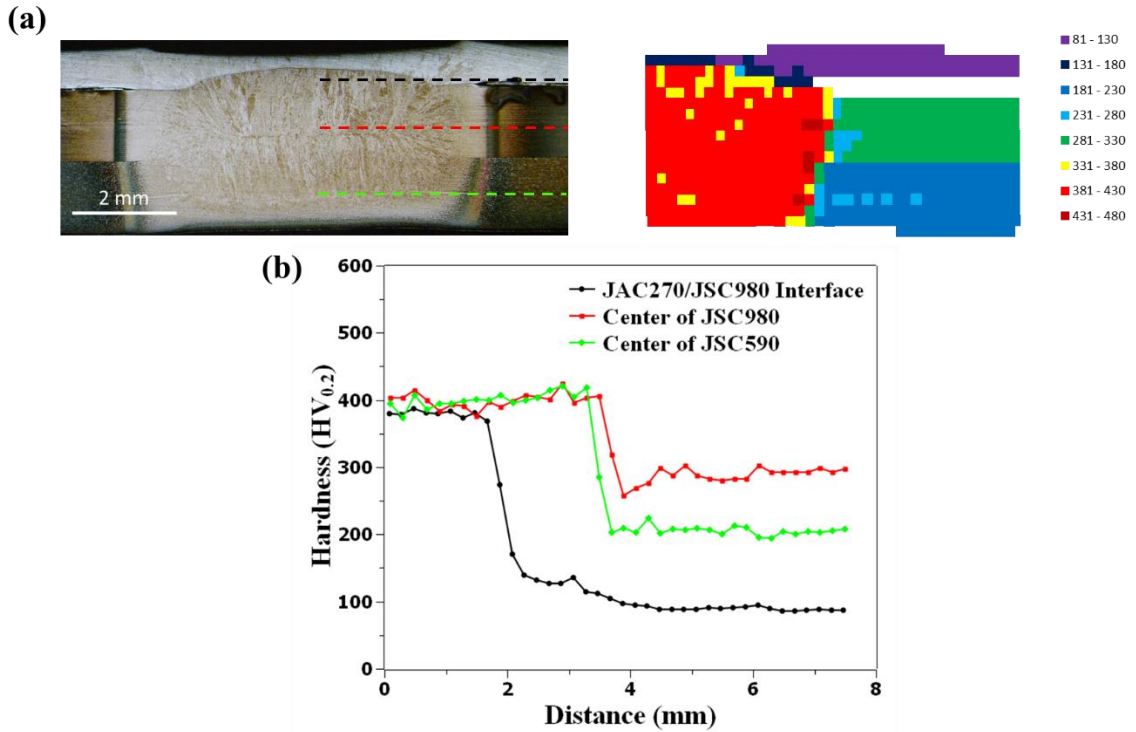 (a)
2 mm
81 - 130
131 - 180
181 - 230
231 - 280
281 - 330
331 - 380
381 - 430
431 - 480
(b)
600
500
400
300
200
100
0
Hardness (HV0.2)
JAC270/JSC980 Interface
Center of JSC980
Center of JSC590
0
2
4
6
8
Distance (mm)